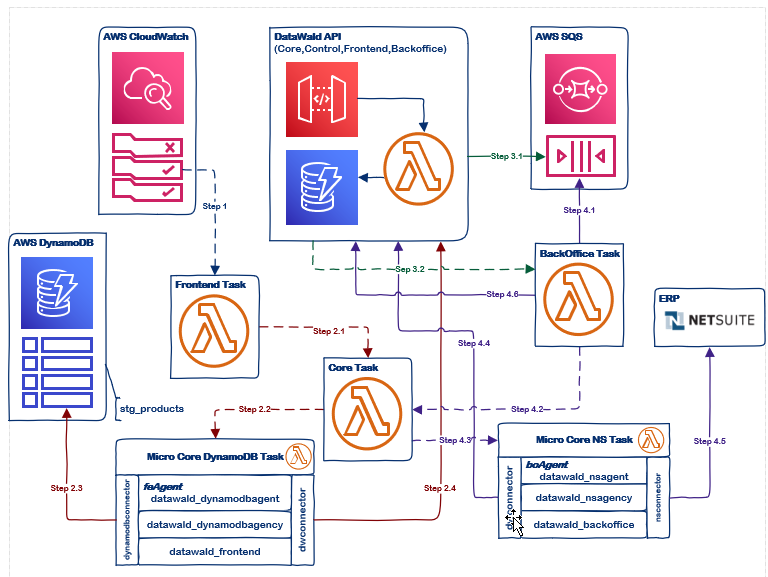 AWS CloudWatch
DataWald API
(Core,Control,Frontend,Backoffice)
AWS SQS
Step 3.1
Step 1
Step 4.1
AWS DynamoDB
BackOffice Task
Sep 3.2
Frontend Task
Step 4.6
ERP
NETSUITE
Step 2.1
Step 4.4
Core Task
stg_products
Step 2.2
Step 4.2
Step 4.3
Micro Core NS Task
Step 4.5
Micro Core DynamoDB Task
boAgent
datawald_nsagent
Step 2.3
feAgent
Step 2.4
datawald_dynamodbagent
datawald_nsagency
dynamodbconnector
dwconnector
nsconnector
datawald_dynamodbagency
datawald_backoffice
datawald_frontend